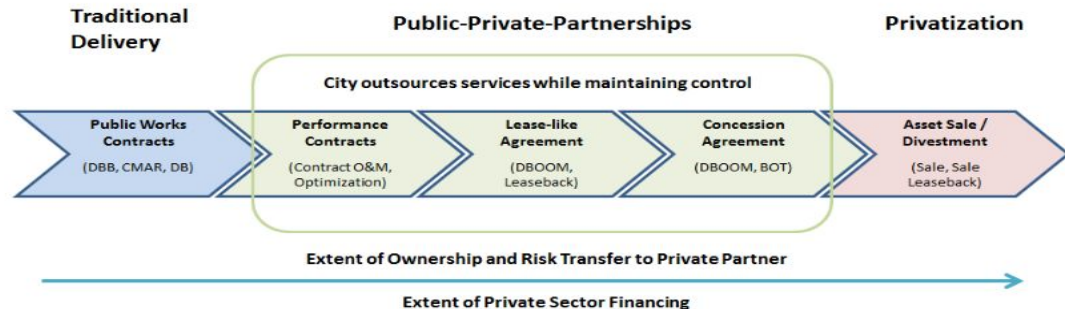 Traditional
Delivery
Public-Private-Partnerships
Privatization
City outsources services while maintaining control
Public Works
Contracts
(DBB, CMAR, DB)
Performance
Contracts
(Contract O&M,
Optimization)
Lease-like
Agreement
(DBOOM,
Leaseback)
Concession
Agreement
(DBOOM, BOT)
Asset Sale /
Divestment
(Sale, Sale
Leaseback)
Extent of Ownership and Risk Transfer to Private Partner
Extent of Private Sector Financing